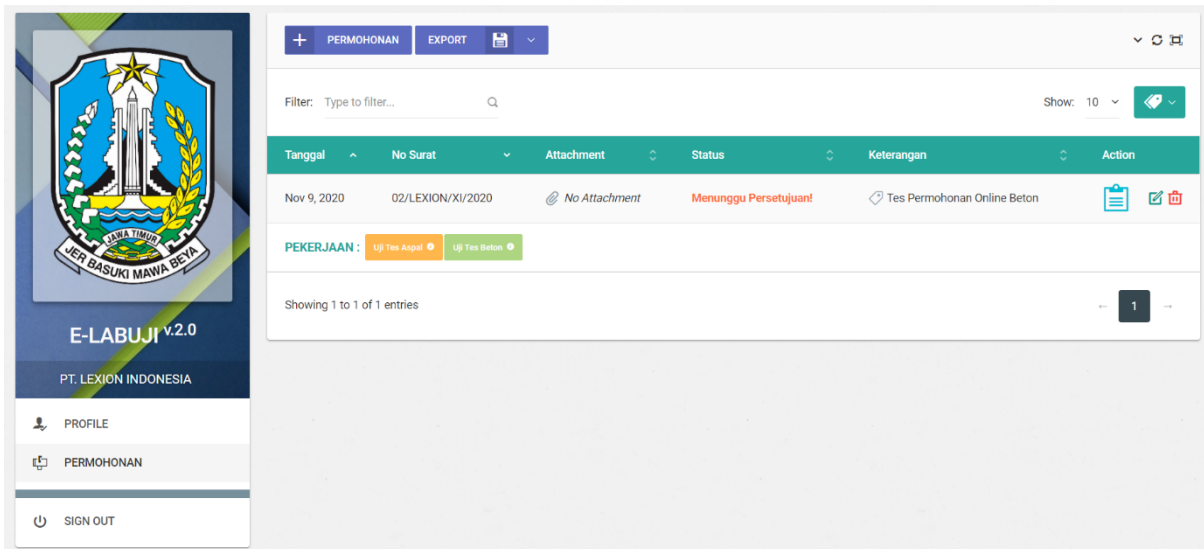 JAWA TIMUR
JER BASUKI MAWA BEYA
E-LABUJI v.2.0
PT. LEXION INDONESIA
PROFILE
PERMOHONAN
SIGN OUT
PERMOHONAN EXPORT
Filter: Type to filter... Show: 10
Tanggal No Surat Attachment Status Keterangan Action
Nov 9, 2020 02/LEXION/XI/2020 No Attachment Menunggu Persetujuan! Tes Permohonan Online Beton
PEKERJAAN : Uji Tes Aspal Uji Tes Beton
Showing 1 to 1 of 1 entries ← 1 →